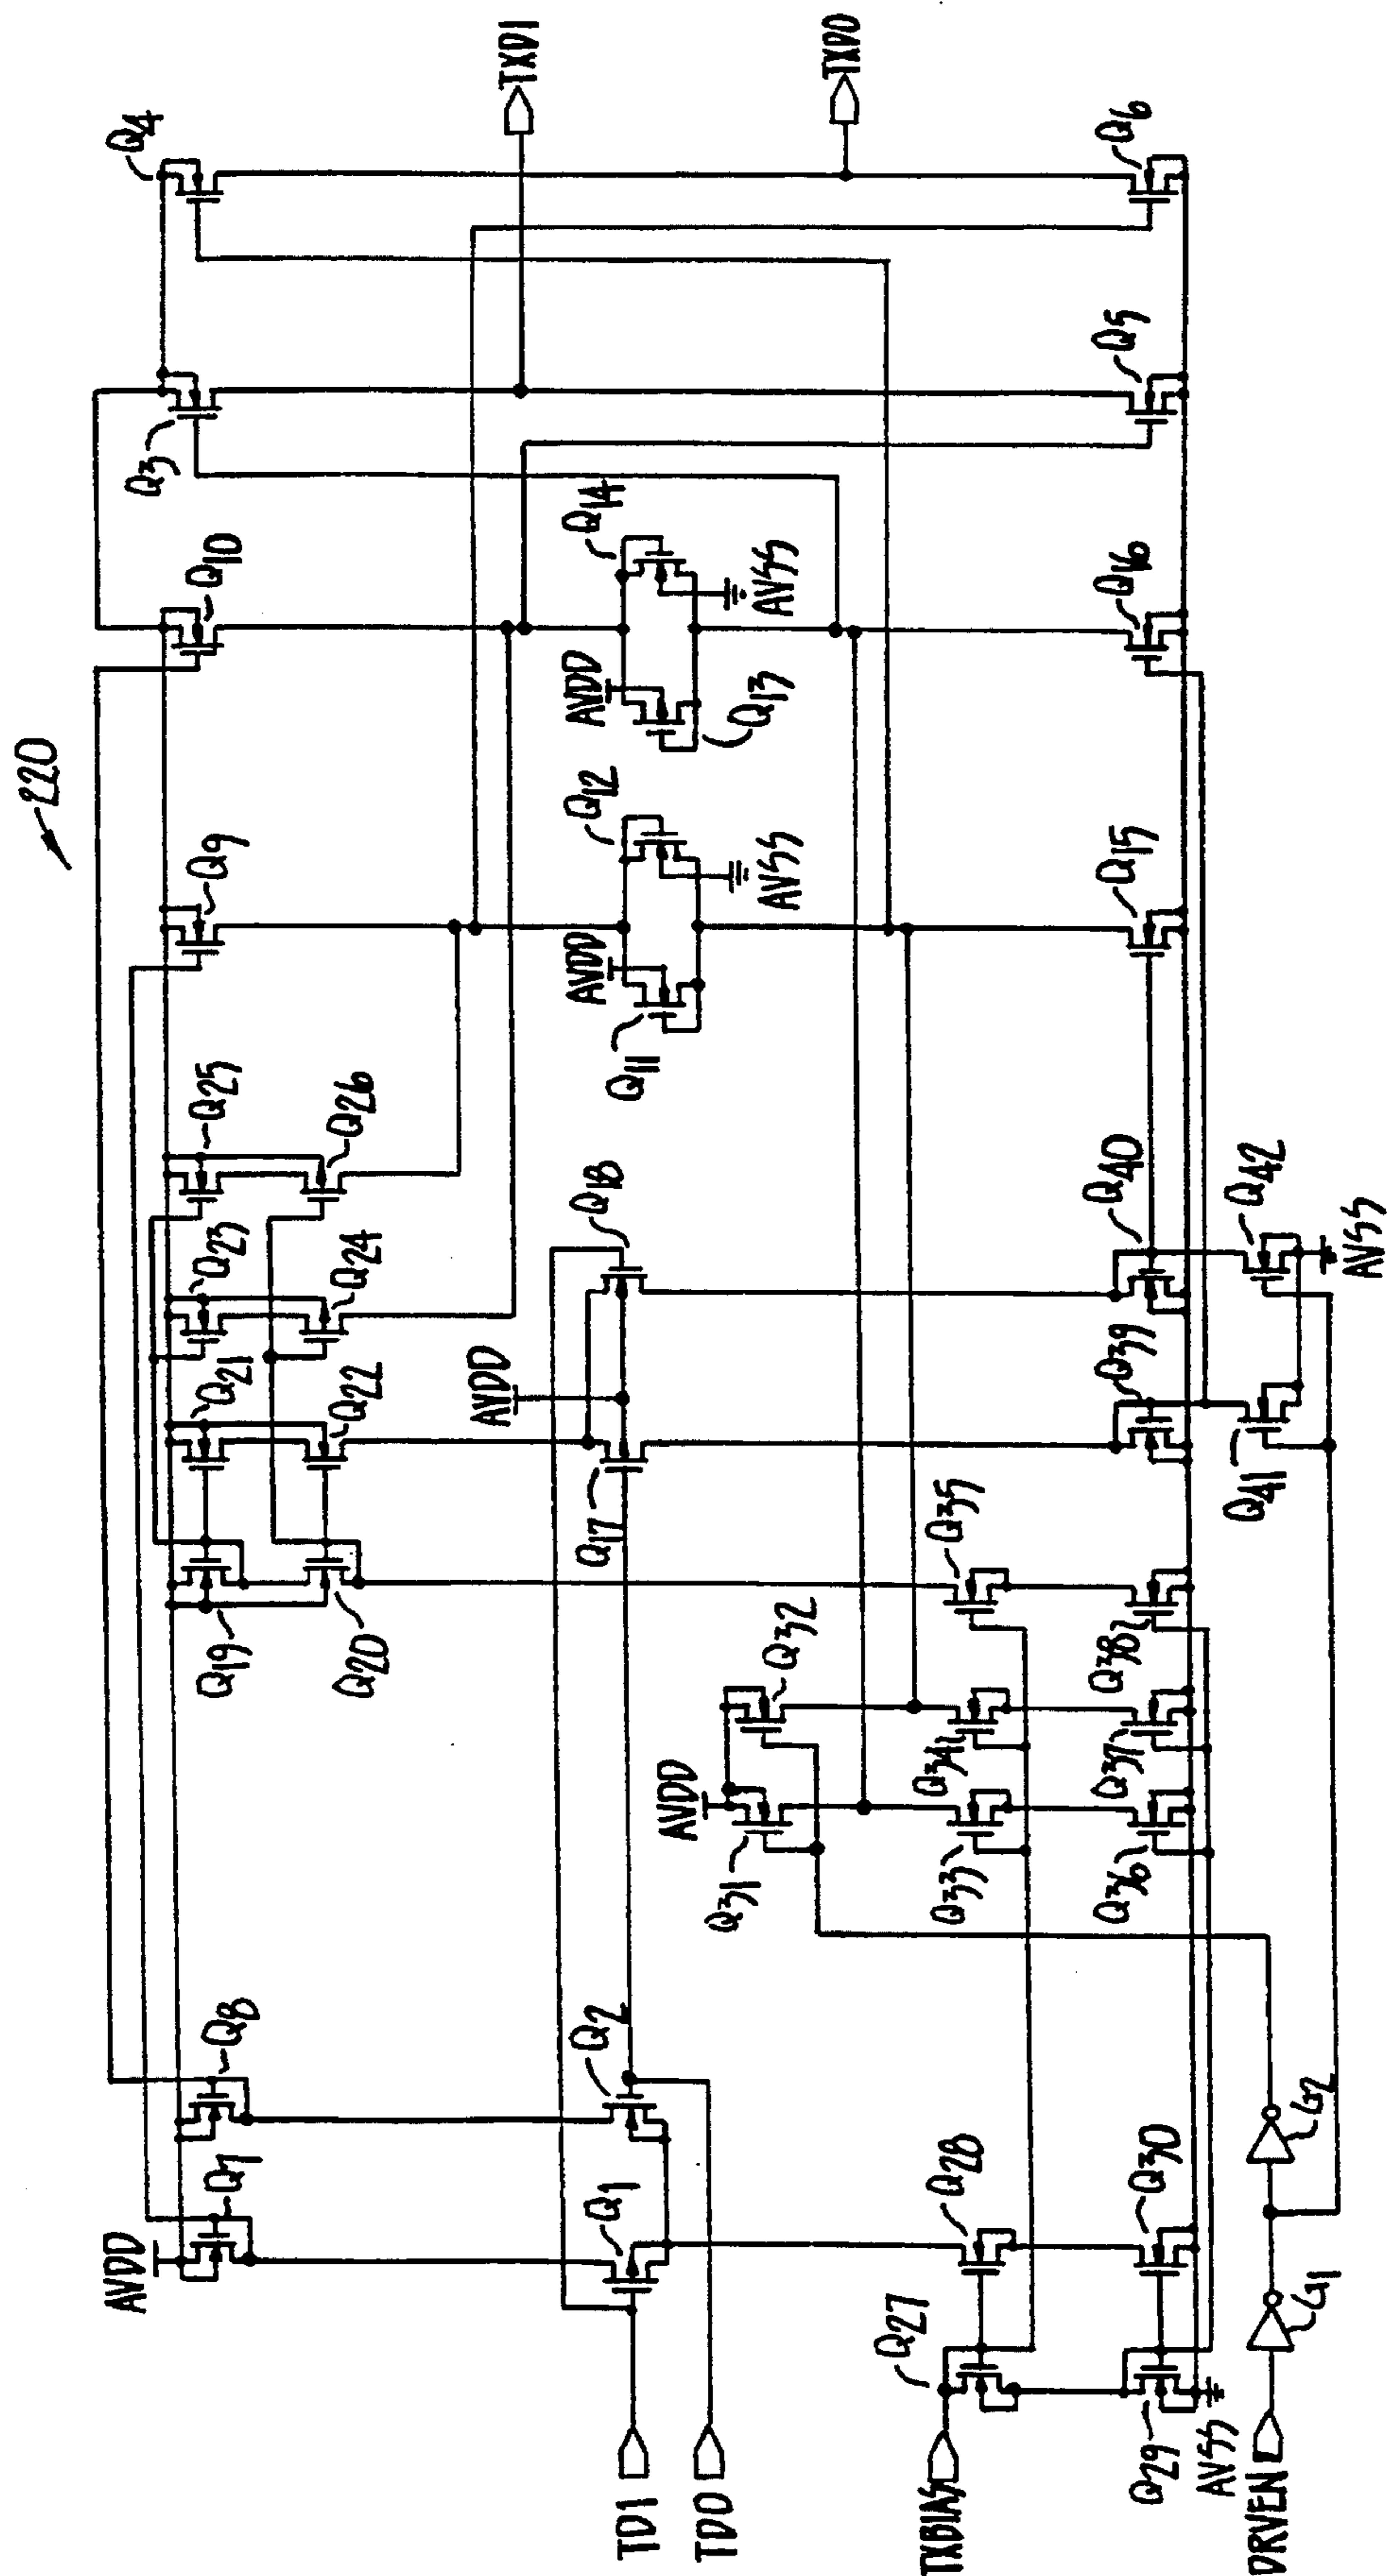 220
AVDD
Q7
Q8
Q19
Q21
Q23
Q25
Q9
Q10
Q3
Q4
Q20
Q22
Q24
Q26
AVDD
TXD1
TD1
TD0
Q1
Q2
Q17
Q18
Q11
AVDD
Q12
AVSS
AVDD
Q13
Q14
AVSS
AVDD
Q31
Q32
TXD0
TXBIAS
Q27
Q28
Q33
Q34
Q35
Q29
AVSS
Q30
Q36
Q37
Q38
Q39
Q40
Q15
Q16
Q5
Q6
DRVEN
G1
G2
Q41
Q42
AVSS